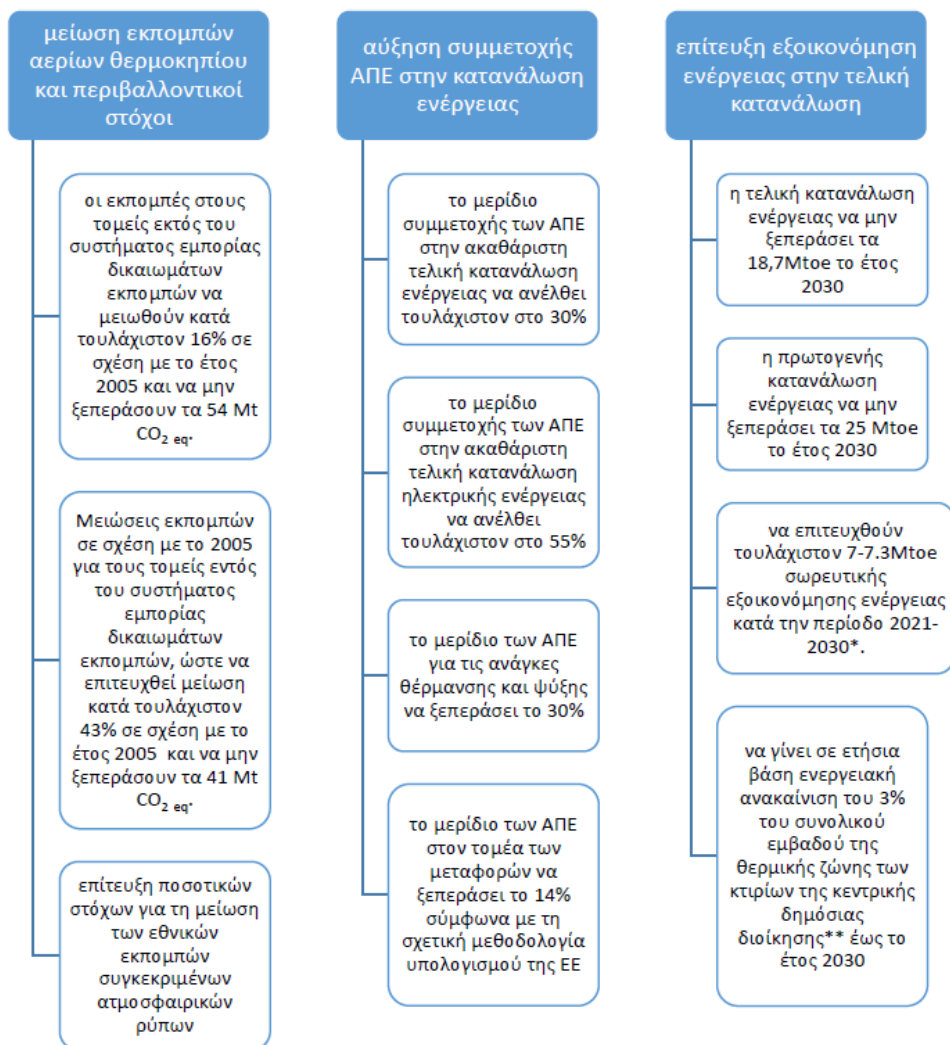 μείωση εκπομπών
αερίων θερμοκηπίου
και περιβαλλοντικοί
στόχοι
οι εκπομπές στους
τομείς εκτός του
συστήματος εμπορίας
δικαιωμάτων
εκπομπών να
μειωθούν κατά
τουλάχιστον 16% σε
σχέση με το έτος
2005 και να μην
ξεπεράσουν τα 54 Mt
CO2 eq.
Μειώσεις εκπομπών
σε σχέση με το 2005
για τους τομείς εντός
του συστήματος
εμπορίας
δικαιωμάτων
εκπομπών, ώστε να
επιτευχθεί μείωση
κατά τουλάχιστον
43% σε σχέση με το
έτος 2005 και να μην
ξεπεράσουν τα 41 Mt
CO2 eq.
επίτευξη ποσοτικών
στόχων για τη μείωση
των εθνικών
εκπομπών
συγκεκριμένων
ατμοσφαιρικών
ρύπων
αύξηση συμμετοχής
ΑΠΕ στην κατανάλωση
ενέργειας
το μερίδιο
συμμετοχής των ΑΠΕ
στην ακαθάριστη
τελική κατανάλωση
ενέργειας να ανέλθει
τουλάχιστον στο 30%
το μερίδιο
συμμετοχής των ΑΠΕ
στην ακαθάριστη
τελική κατανάλωση
ηλεκτρικής ενέργειας
να ανέλθει
τουλάχιστον στο 55%
το μερίδιο των ΑΠΕ
για τις ανάγκες
θέρμανσης και ψύξης
να ξεπεράσει το 30%
το μερίδιο των ΑΠΕ
στον τομέα των
μεταφορών να
ξεπεράσει το 14%
σύμφωνα με τη
σχετική μεθοδολογία
υπολογισμού της ΕΕ
επίτευξη εξοικονόμηση
ενέργειας στην τελική
κατανάλωση
η τελική κατανάλωση
ενέργειας να μην
ξεπεράσει τα
18,7Mtoe το έτος
2030
η πρωτογενής
κατανάλωση
ενέργειας να μην
ξεπεράσει τα 25 Mtoe
το έτος 2030
να επιτευχθούν
τουλάχιστον 7-7.3Mtoe
σωρευτικής
εξοικονόμησης ενέργειας
κατά την περίοδο 2021-
2030*.
να γίνει σε ετήσια
βάση ενεργειακή
ανακαίνιση του 3%
του συνολικού
εμβαδού της
θερμικής ζώνης των
κτιρίων της κεντρικής
δημόσιας
διοίκησης** έως το
έτος 2030